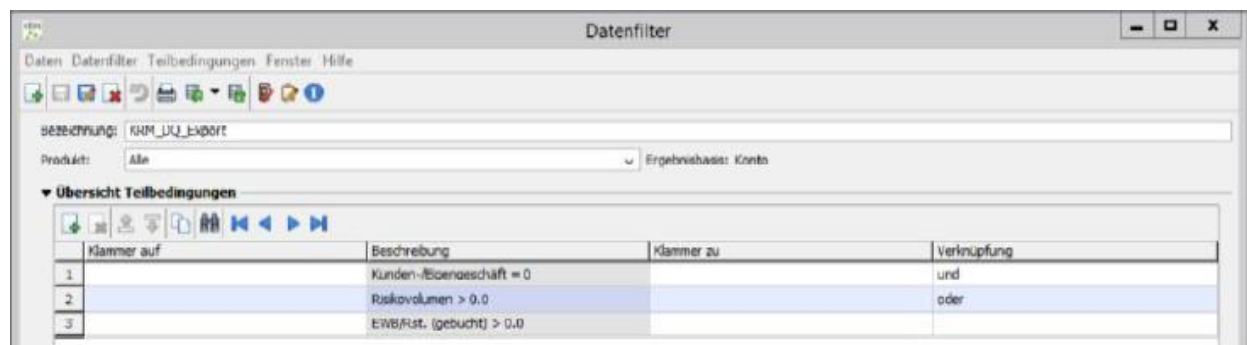 Datenfilter
Daten Datenfilter Teilbedingungen Fenster Hilfe
Bezeichnung: KRM_DQ_Export
Produkt: Alle Ergebnisbasis: Konto
Übersicht Teilbedingungen
Klammer auf Beschreibung Klammer zu Verknüpfung
1 Kunden-/Eigengeschäft = 0 und
2 Risikovolumen > 0.0 oder
3 EWB/Rst. (gebucht) > 0.0